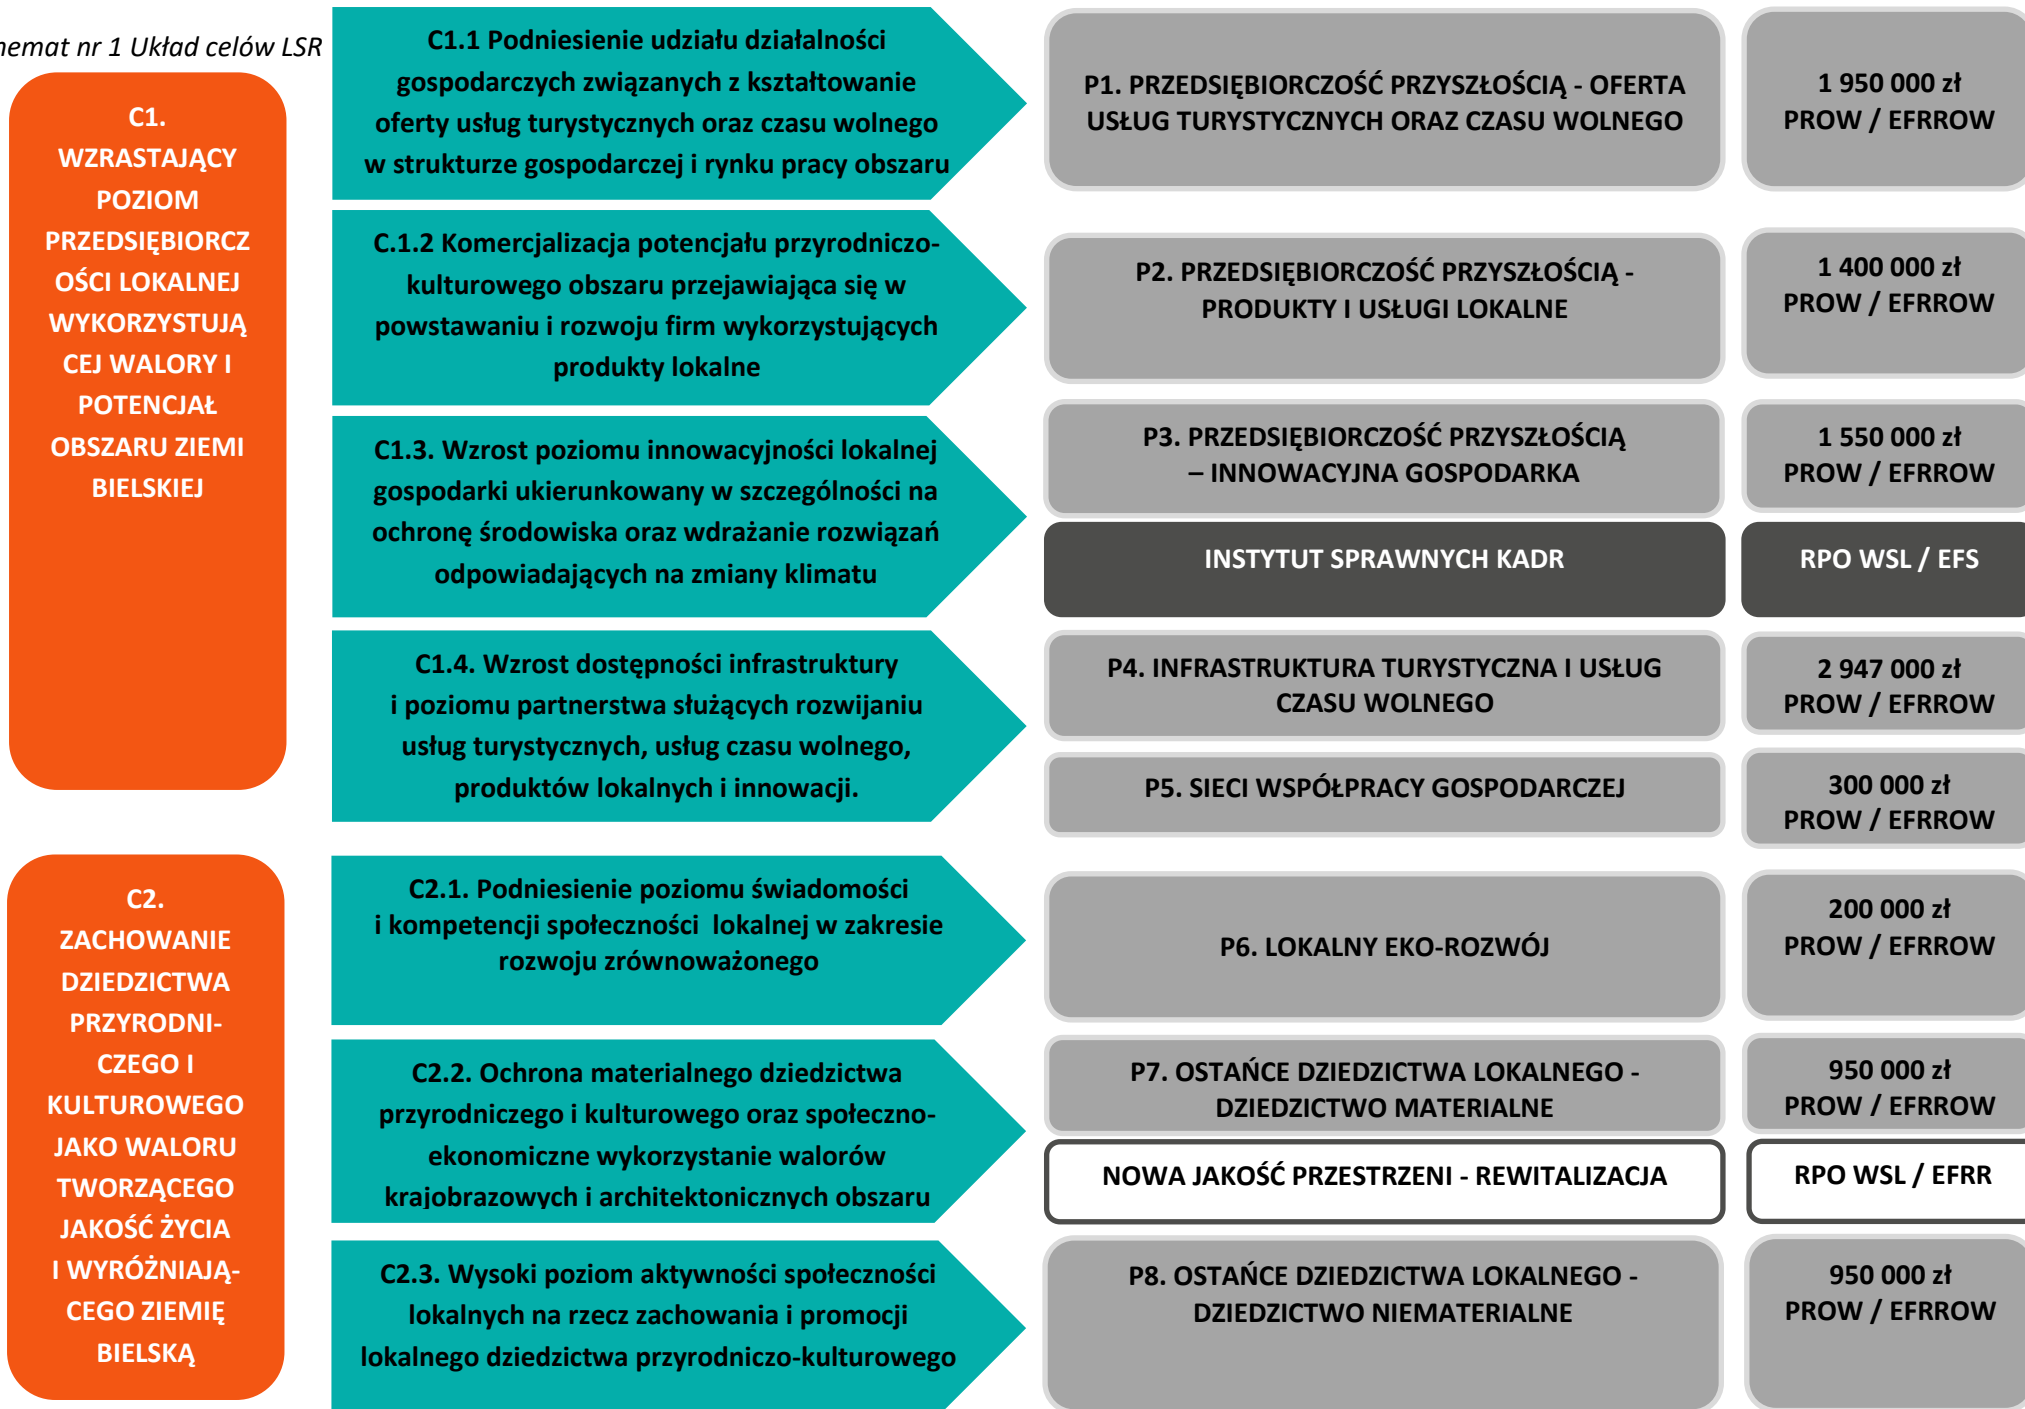 hemat nr 1 Układ celów LSR
C1.
WZRASTAJĄCY
POZIOM
PRZEDSIĘBIORCZ
OŚCI LOKALNEJ
WYKORZYSTUJĄ
CEJ WALORY I
POTENCJAŁ
OBSZARU ZIEMI
BIELSKIEJ
C1.1 Podniesienie udziału działalności
gospodarczych związanych z kształtowanie
oferty usług turystycznych oraz czasu wolnego
w strukturze gospodarczej i rynku pracy obszaru
P1. PRZEDSIĘBIORCZOŚĆ PRZYSZŁOŚCIĄ - OFERTA
USŁUG TURYSTYCZNYCH ORAZ CZASU WOLNEGO
1 950 000 zł
PROW / EFRROW
C.1.2 Komercjalizacja potencjału przyrodniczo-
kulturowego obszaru przejawiająca się w
powstawaniu i rozwoju firm wykorzystujących
produkty lokalne
P2. PRZEDSIĘBIORCZOŚĆ PRZYSZŁOŚCIĄ -
PRODUKTY I USŁUGI LOKALNE
1 400 000 zł
PROW / EFRROW
C1.3. Wzrost poziomu innowacyjności lokalnej
gospodarki ukierunkowany w szczególności na
ochronę środowiska oraz wdrażanie rozwiązań
odpowiadających na zmiany klimatu
P3. PRZEDSIĘBIORCZOŚĆ PRZYSZŁOŚCIĄ
– INNOWACYJNA GOSPODARKA
1 550 000 zł
PROW / EFRROW
INSTYTUT SPRAWNYCH KADR
RPO WSL / EFS
C1.4. Wzrost dostępności infrastruktury
i poziomu partnerstwa służących rozwijaniu
usług turystycznych, usług czasu wolnego,
produktów lokalnych i innowacji.
P4. INFRASTRUKTURA TURYSTYCZNA I USŁUG
CZASU WOLNEGO
2 947 000 zł
PROW / EFRROW
P5. SIECI WSPÓŁPRACY GOSPODARCZEJ
300 000 zł
PROW / EFRROW
C2.
ZACHOWANIE
DZIEDZICTWA
PRZYRODNI-
CZEGO I
KULTUROWEGO
JAKO WALORU
TWORZĄCEGO
JAKOŚĆ ŻYCIA
I WYRÓŻNIAJĄ-
CEGO ZIEMIĘ
BIELSKĄ
C2.1. Podniesienie poziomu świadomości
i kompetencji społeczności lokalnej w zakresie
rozwoju zrównoważonego
P6. LOKALNY EKO-ROZWÓJ
200 000 zł
PROW / EFRROW
C2.2. Ochrona materialnego dziedzictwa
przyrodniczego i kulturowego oraz społeczno-
ekonomiczne wykorzystanie walorów
krajobrazowych i architektonicznych obszaru
P7. OSTAŃCE DZIEDZICTWA LOKALNEGO -
DZIEDZICTWO MATERIALNE
950 000 zł
PROW / EFRROW
NOWA JAKOŚĆ PRZESTRZENI - REWITALIZACJA
RPO WSL / EFRR
C2.3. Wysoki poziom aktywności społeczności
lokalnych na rzecz zachowania i promocji
lokalnego dziedzictwa przyrodniczo-kulturowego
P8. OSTAŃCE DZIEDZICTWA LOKALNEGO -
DZIEDZICTWO NIEMATERIALNE
950 000 zł
PROW / EFRROW